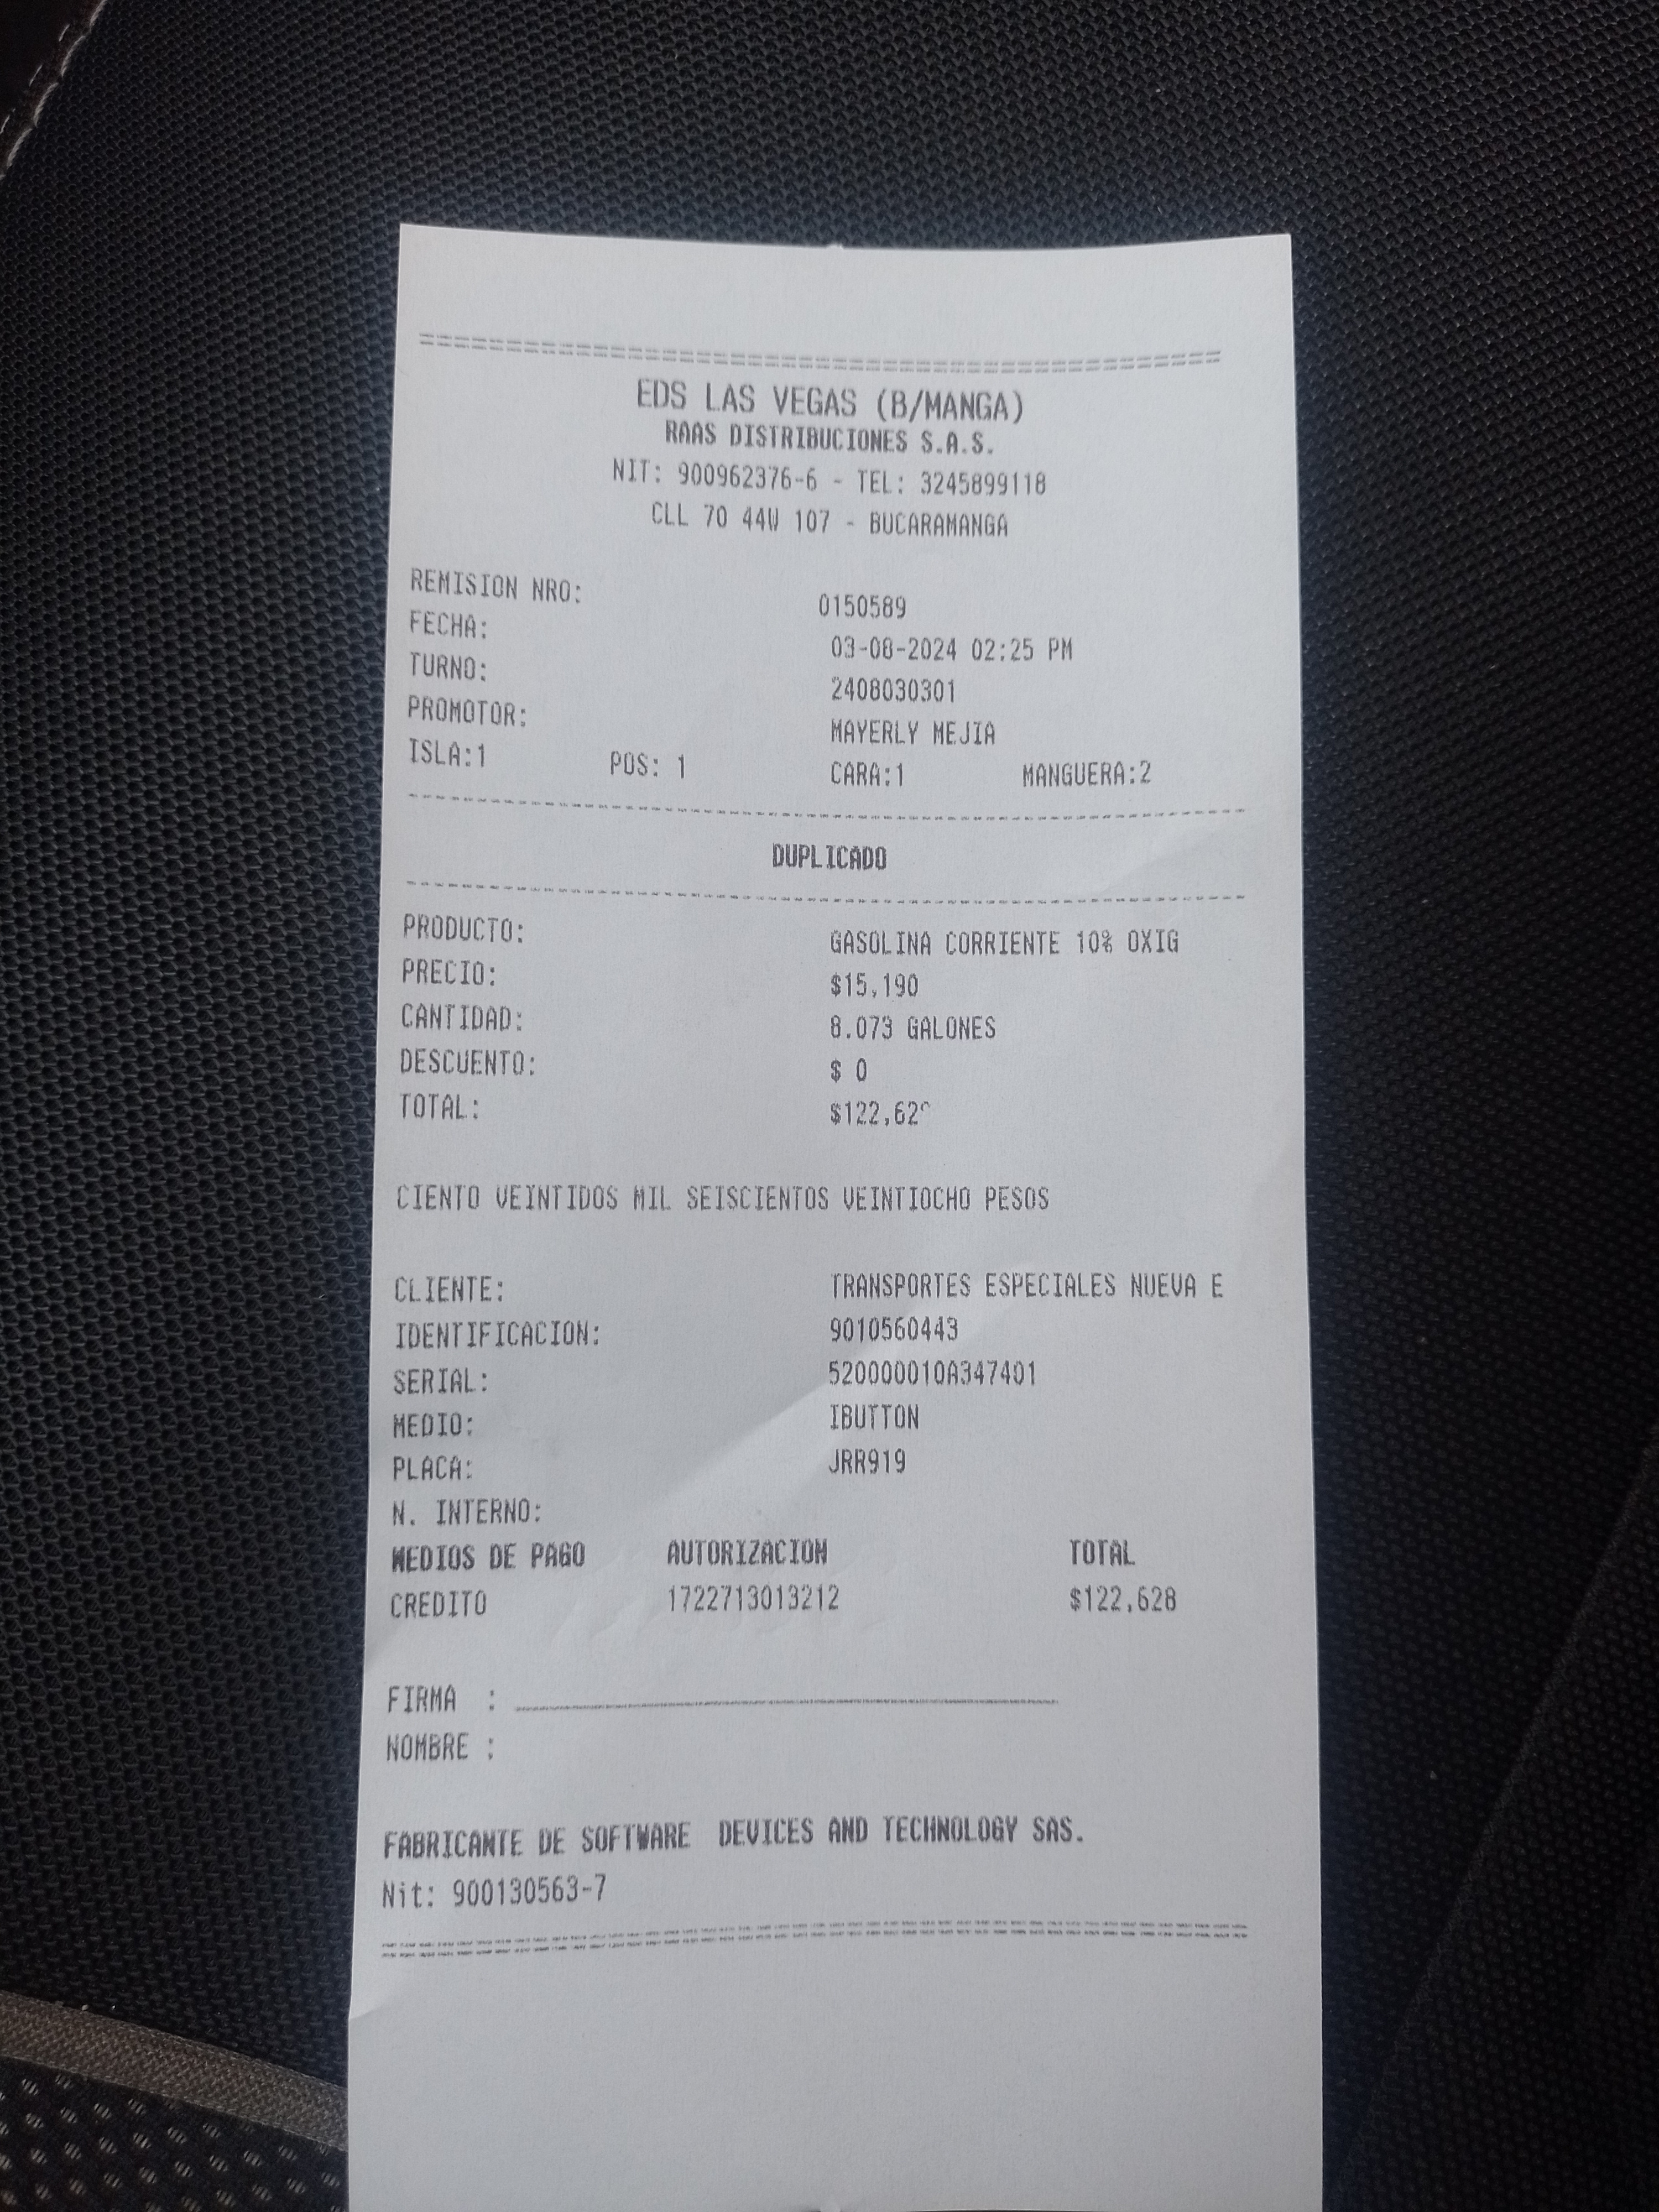 EDS LAS VEGAS (B/MANGA)
RAAS DISTRIBUCIONES S.A.S.
NIT: 900962376-6 - TEL: 3245899118
CLL 70 44W 107 - BUCARAMANGA
REMISION NRO: 0150589
FECHA: 03-08-2024 02:25 PM
TURNO: 2408030301
PROMOTOR: MAYERLY MEJIA
ISLA:1 POS: 1 CARA:1 MANGUERA:2
DUPLICADO
PRODUCTO: GASOLINA CORRIENTE 10% OXIG
PRECIO: $15,190
CANTIDAD: 8.073 GALONES
DESCUENTO: $ 0
TOTAL:
CIENTO VEINTIDOS MIL SEISCIENTOS VEINTIOCHO PESOS
CLIENTE: TRANSPORTES ESPECIALES NUEVA E
IDENTIFICACION: 9010560443
SERIAL: 520000010A347401
MEDIO: IBUTTON
PLACA: JRR919
N. INTERNO:
MEDIOS DE PAGO AUTORIZACION TOTAL
CREDITO 1722713013212 $122,628
FIRMA :
NOMBRE :
FABRICANTE DE SOFTWARE DEVICES AND TECHNOLOGY SAS.
Nit: 900130563-7